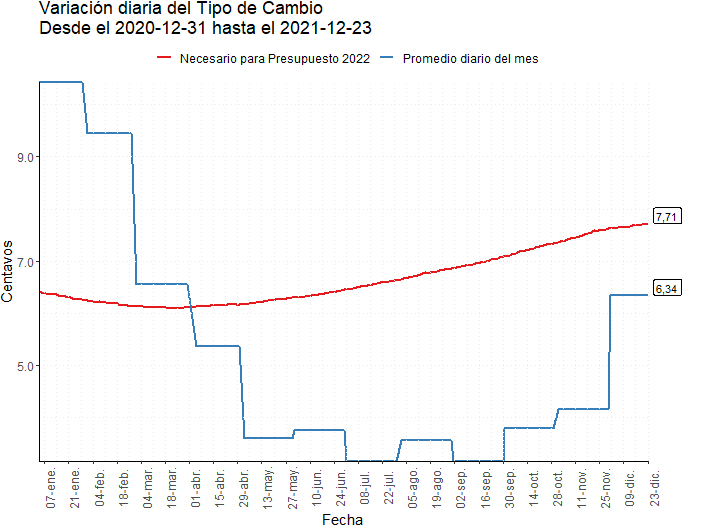 Variación diaria del Tipo de Cambio
Desde el 2020-12-31 hasta el 2021-12-23
Necesario para Presupuesto 2022
Promedio diario del mes
Centavos
9.0
7.0
5.0
7,71
6,34
07-ene.
21-ene.
04-feb.
18-feb.
04-mar.
18-mar.
01-abr.
15-abr.
29-abr.
13-may.
27-may.
10-jun.
24-jun.
08-jul.
22-jul.
05-ago.
19-ago.
02-sep.
16-sep.
30-sep.
14-oct.
28-oct.
11-nov.
25-nov.
09-dic.
23-dic.
Fecha